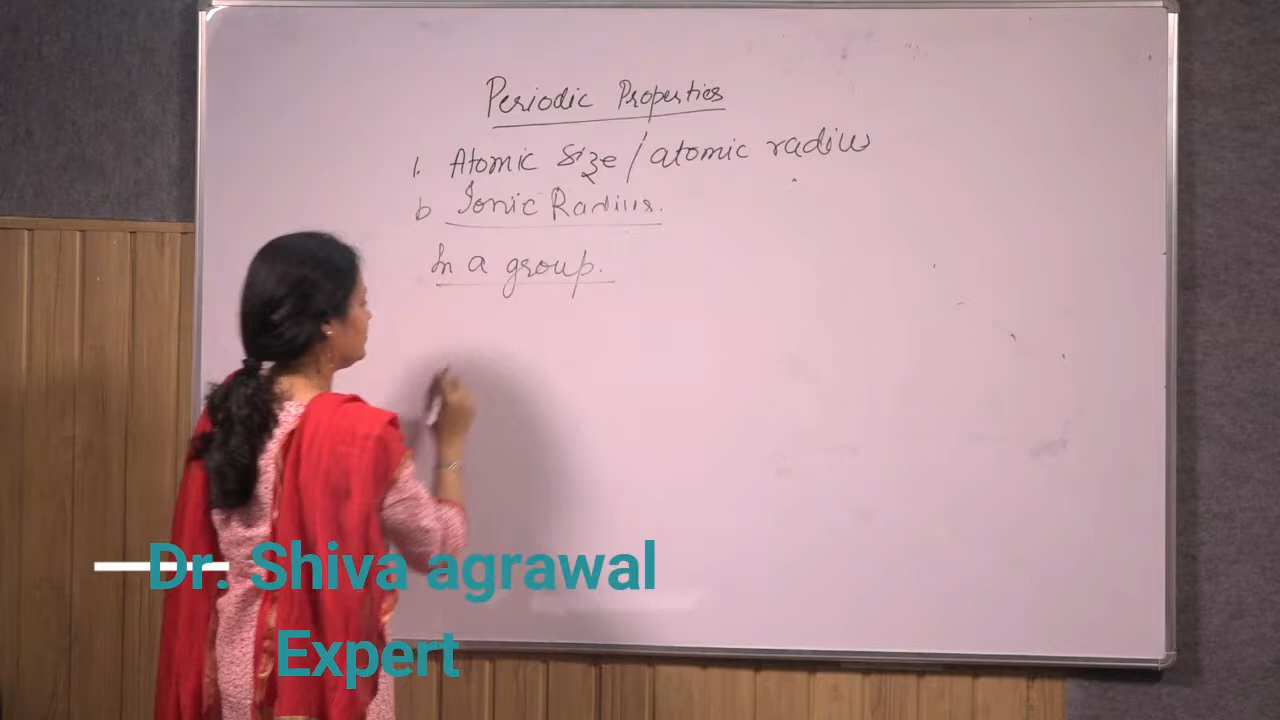 Periodic Properties
1. Atomic Size / atomic radius
b Ionic Radius.
In a group.
Dr. Shiva agrawal
Expert